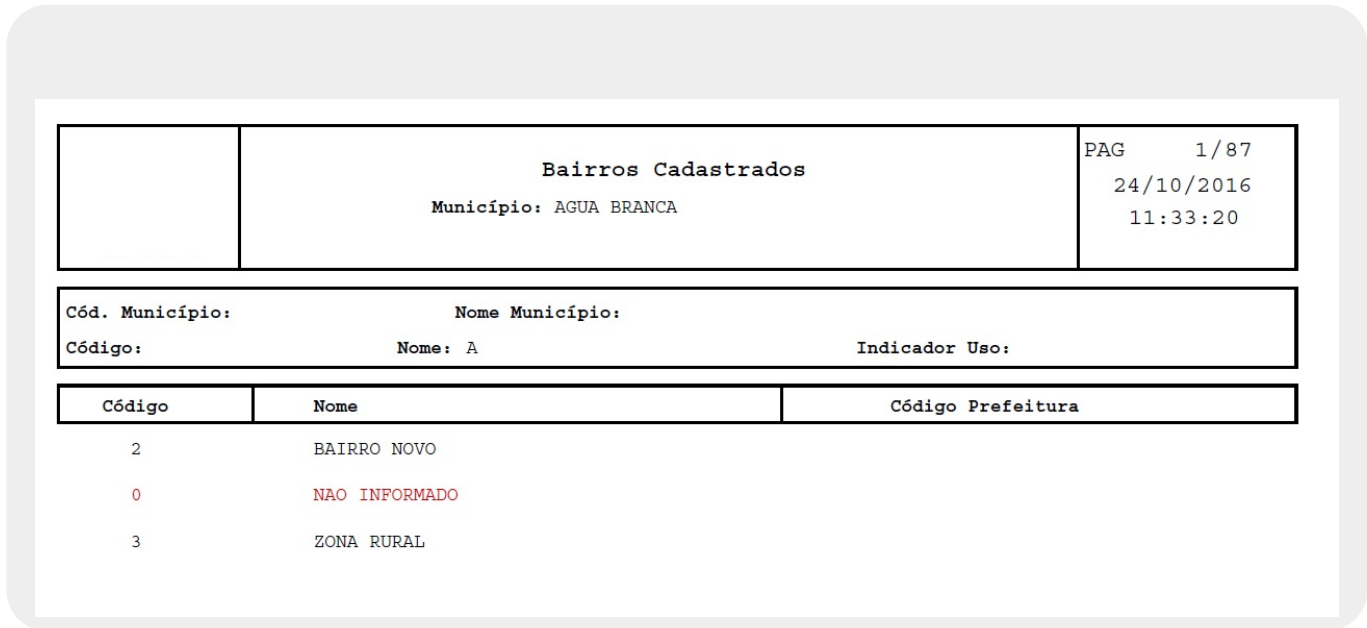 Bairros Cadastrados
Município: AGUA BRANCA
PAG 1/87
24/10/2016
11:33:20
Cód. Município: Nome Município:
Código: Nome: A Indicador Uso:
Código Nome Código Prefeitura
2 BAIRRO NOVO
0 NAO INFORMADO
3 ZONA RURAL